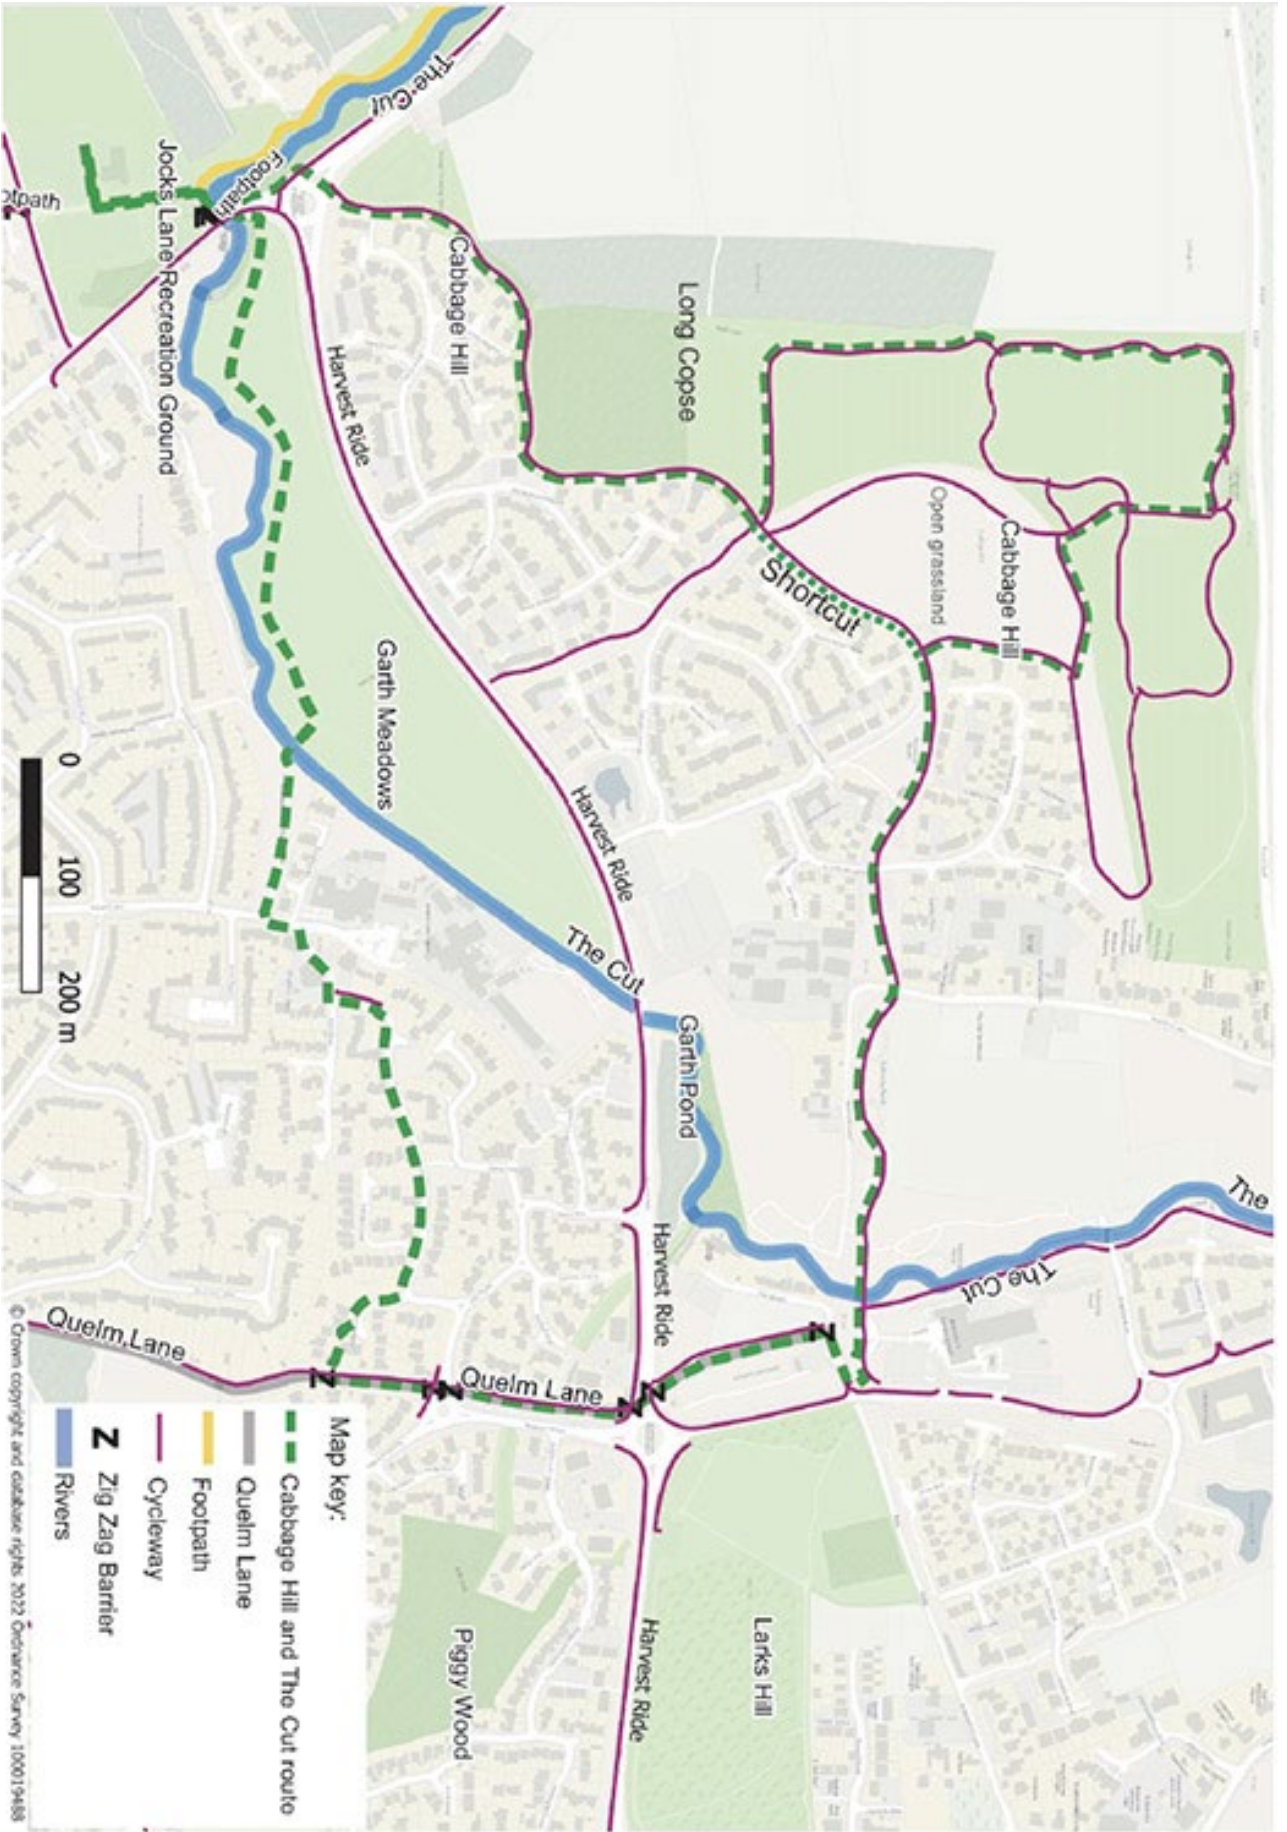 The Cut
Footpath
otpath
Jocks Lane Recreation Ground
Cabbage Hill
Long Copse
Harvest Ride
Open grassland
Cabbage Hill
Shortcut
Garth Meadows
Harvest Ride
The Cut
Garth Pond
Harvest Ride
The
The Cut
Quelm Lane
Quelm Lane
Z
Z
Z
Z
Z
Z
Larks Hill
Harvest Ride
Piggy Wood
0 100 200 m
Map key:
Cabbage Hill and The Cut route
Quelm Lane
Footpath
Cycleway
Z Zig Zag Barrier
Rivers
© Crown copyright and database rights 2022 Ordnance Survey 100019488